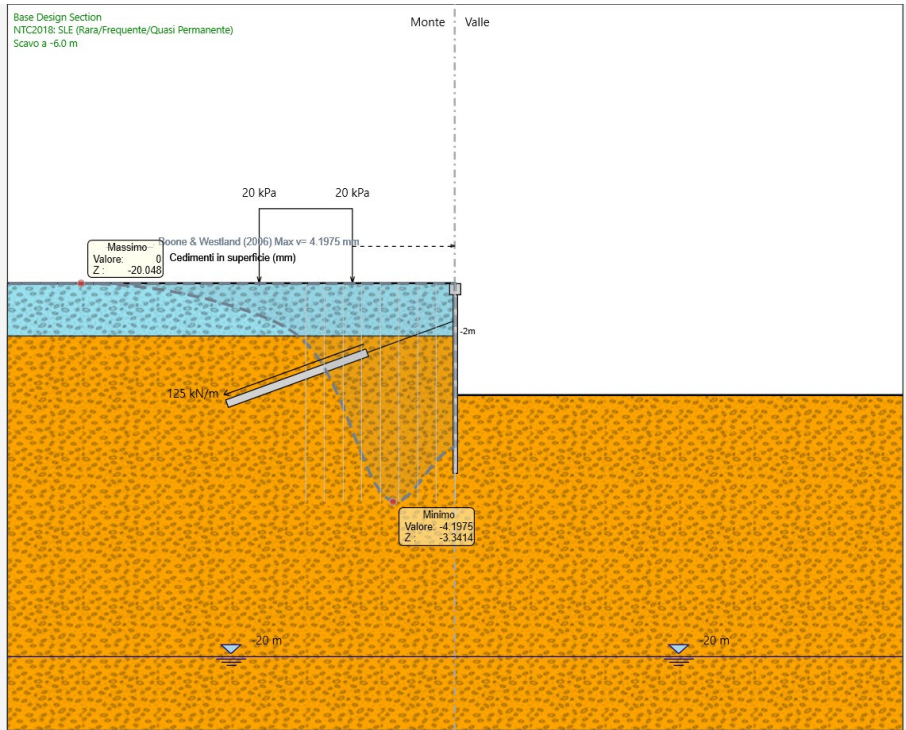 Base Design Section
NTC2018: SLE (Rara/Frequente/Quasi Permanente)
Scavo a -6.0 m
Monte
Valle
20 kPa
20 kPa
Boone & Westland (2006) Max v= 4.1975 mm
Cedimenti in superficie (mm)
Massimo
Valore: 0
Z : -20.048
-2m
125 kN/m
Minimo
Valore: -4.1975
Z : -3.3414
-20 m
-20 m